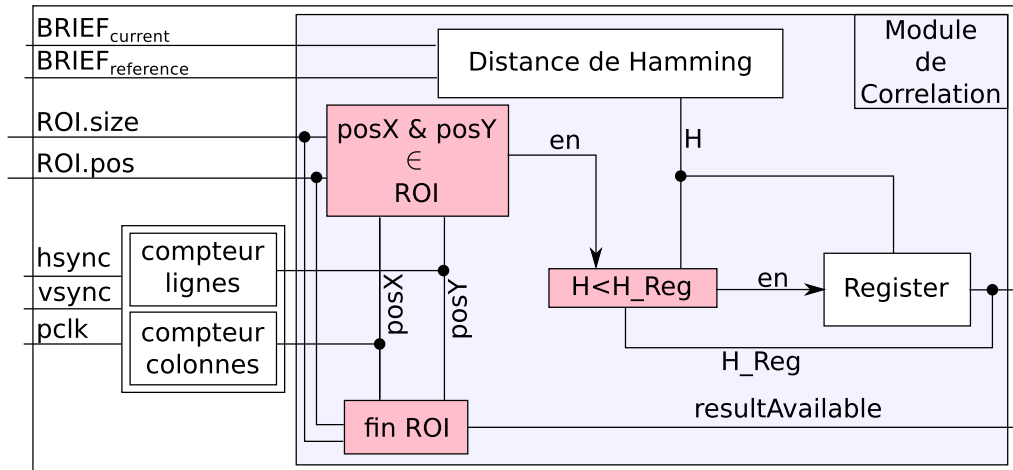 BRIEFcurrent
BRIEFreference
Distance de Hamming
Module
de
Correlation
ROI.size
ROI.pos
posX & posY
∈
ROI
en
H
hsync
vsync
pclk
compteur
lignes
compteur
colonnes
posX
posY
H<H_Reg
en
Register
H_Reg
fin ROI
resultAvailable